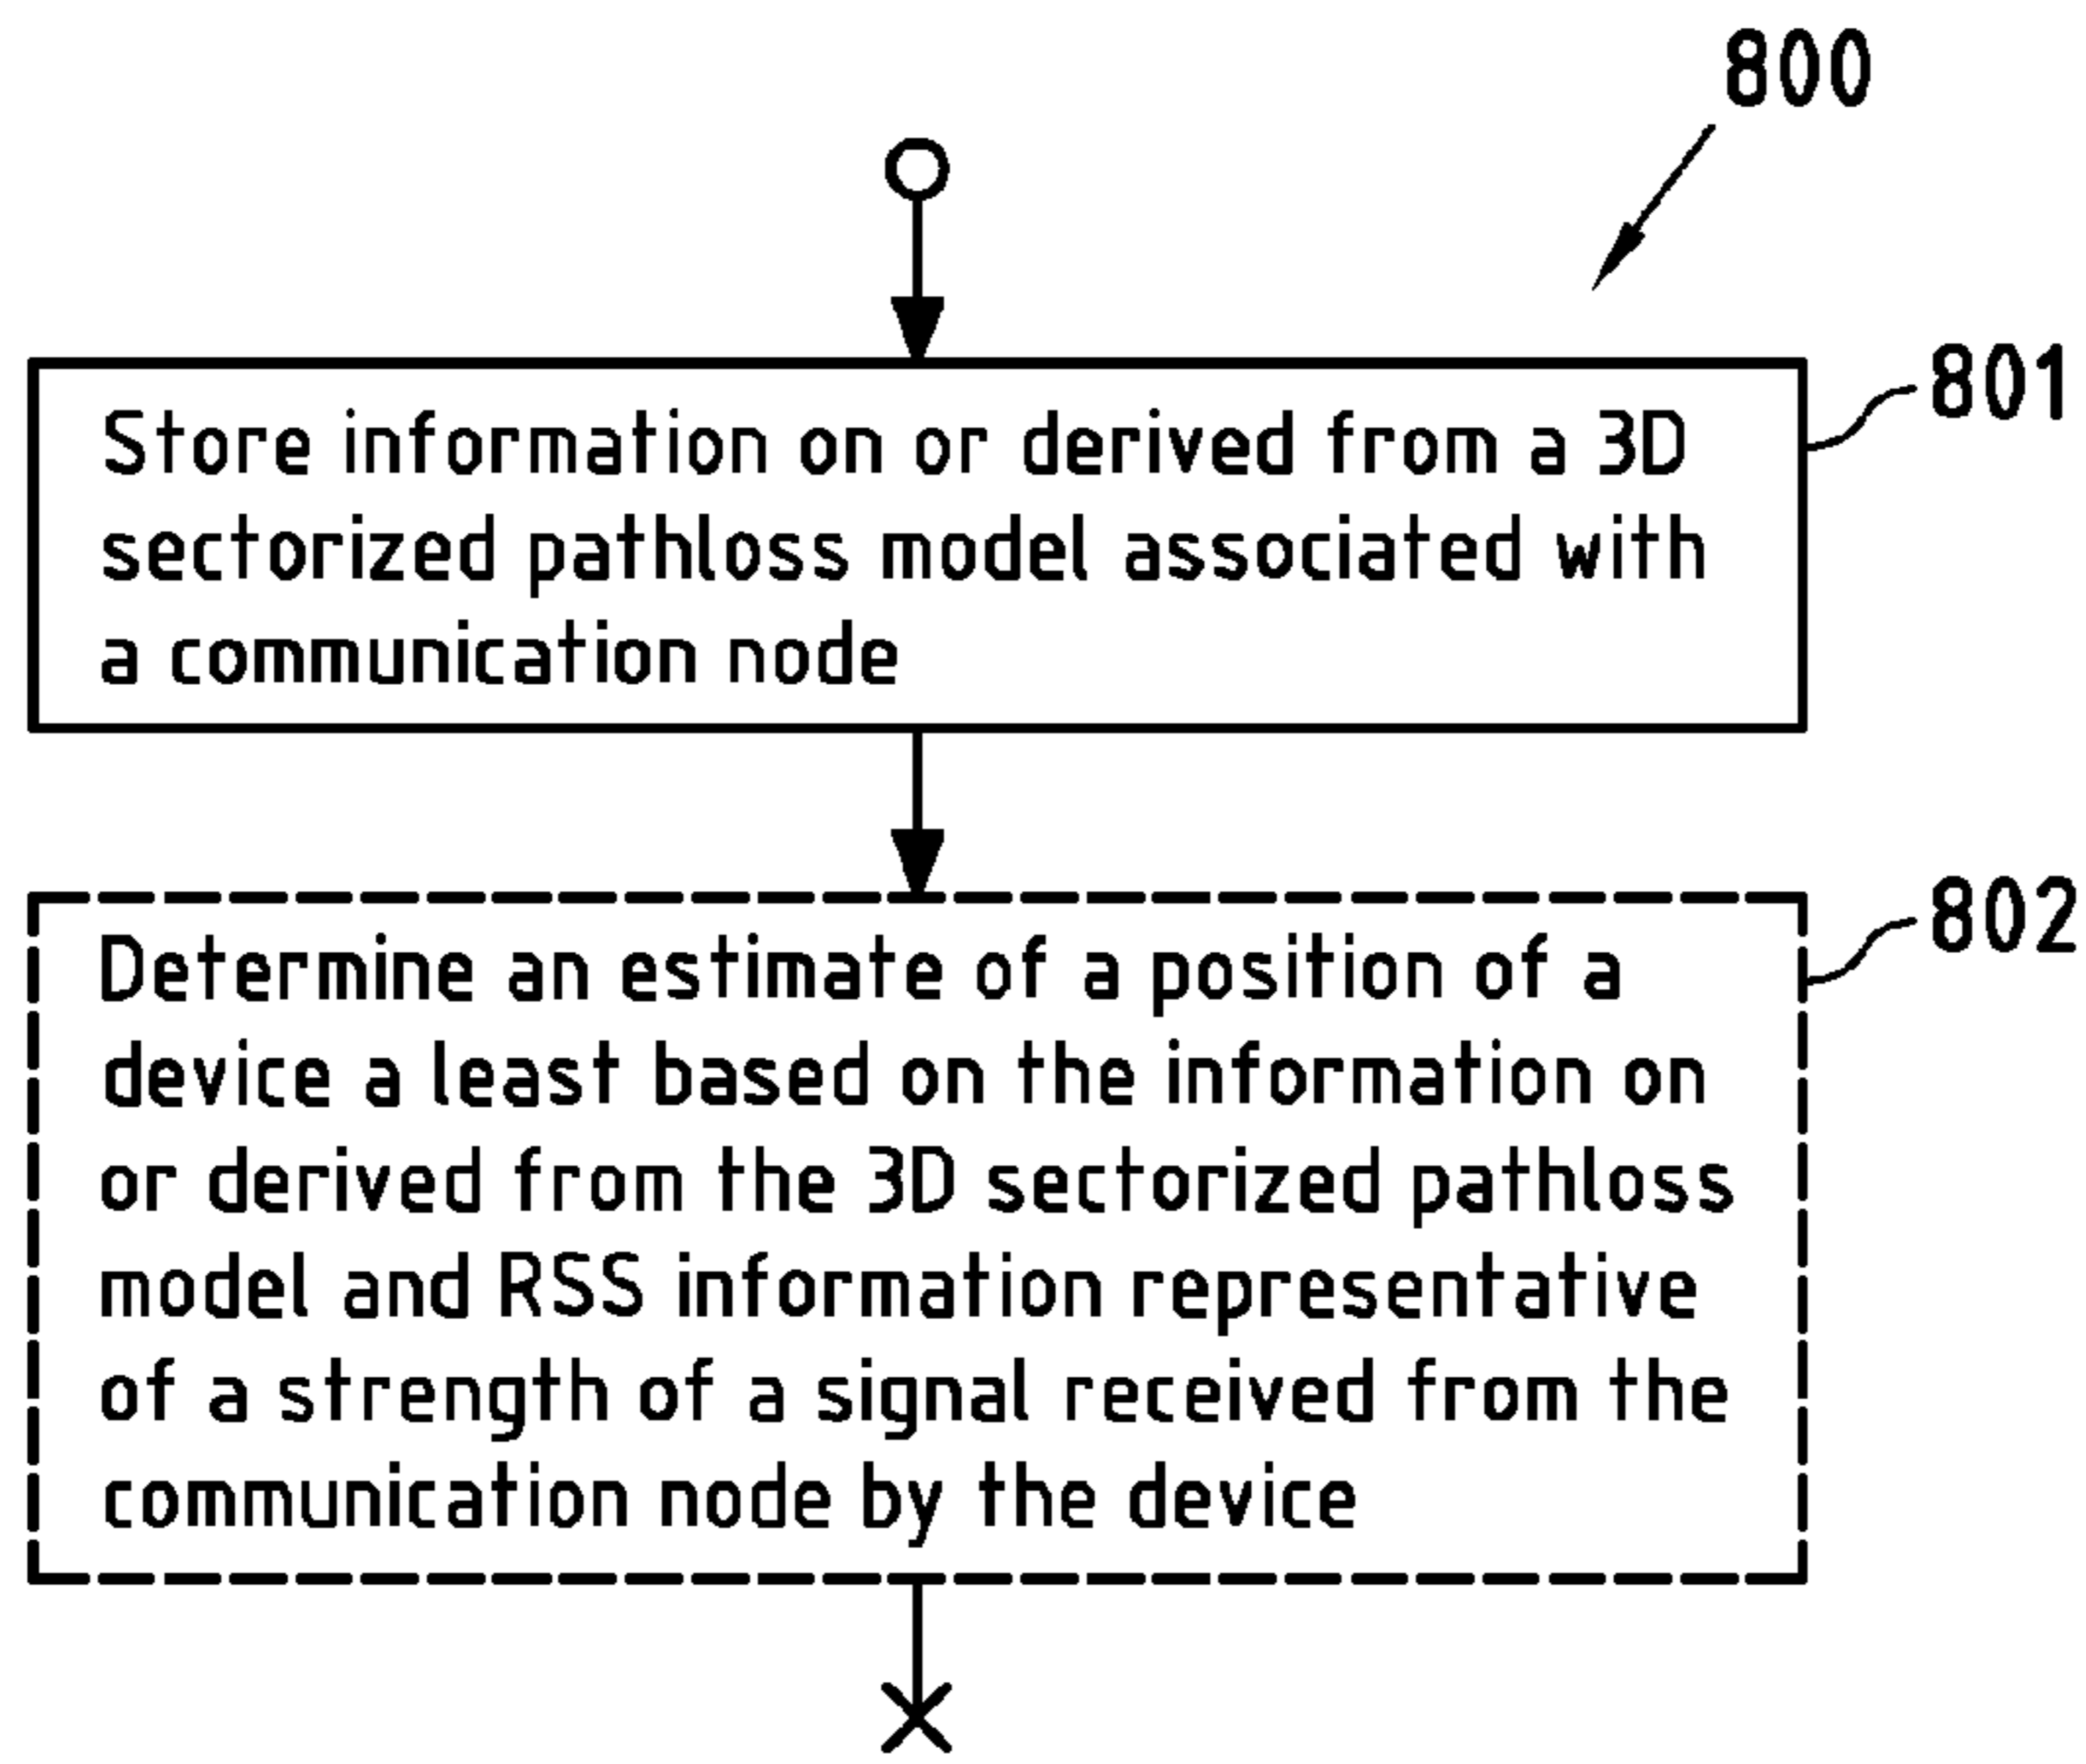 800
801
Store information on or derived from a 3D
sectorized pathloss model associated with
a communication node
802
Determine an estimate of a position of a
device a least based on the information on
or derived from the 3D sectorized pathloss
model and RSS information representative
of a strength of a signal received from the
communication node by the device